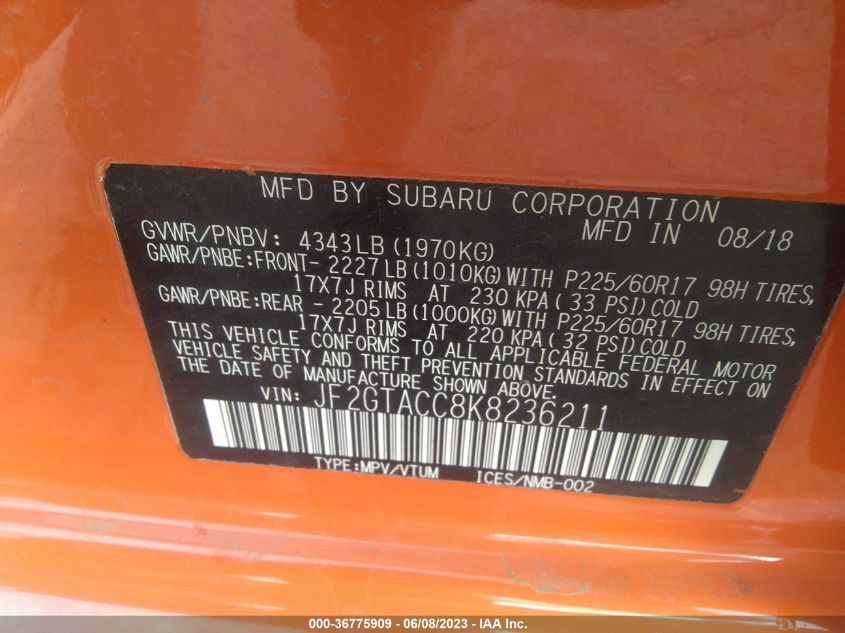 MFD BY SUBARU CORPORATION
MFD IN 08/18
GVWR/PNBV: 4343LB(1970KG)
GAWR/PNBE:FRONT- 2227LB(1010KG)WITH P225/60R17 98H TIRES,
17X7J RIMS AT 230 KPA(33 PSI)COLD
GAWR/PNBE:REAR - 2205LB(1000KG)WITH P225/60R17 98H TIRES,
17X7J RIMS AT 220 KPA(32 PSI)COLD
THIS VEHICLE CONFORMS TO ALL APPLICABLE FEDERAL MOTOR
VEHICLE SAFETY AND THEFT PREVENTION STANDARDS IN EFFECT ON
THE DATE OF MANUFACTURE SHOWN ABOVE.
VIN: JF2GTACC8K8236211
TYPE:MPV/VTUM ICES/NMB-002
000-36775909 - 06/08/2023 - IAA Inc.